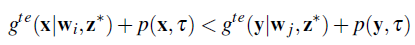 g^{te}(x|w_i, z^*) + p(x, τ) < g^{te}(y|w_j, z^*) + p(y, τ)